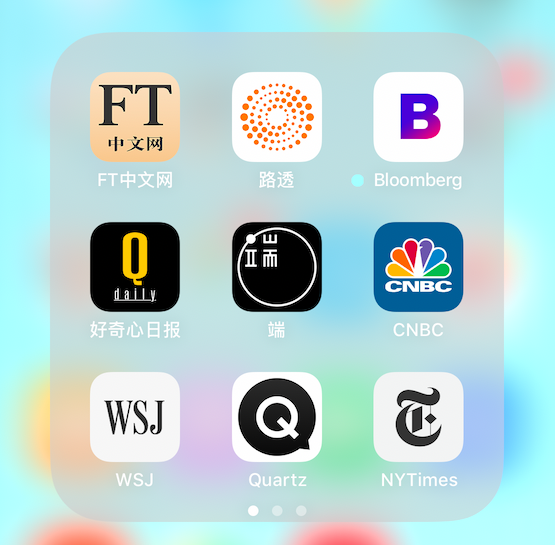 FT
中文网
B
FT中文网
路透
Bloomberg
Q
daily
端
CNBC
好奇心日报
端
CNBC
WSJ
Q
T
WSJ
Quartz
NYTimes